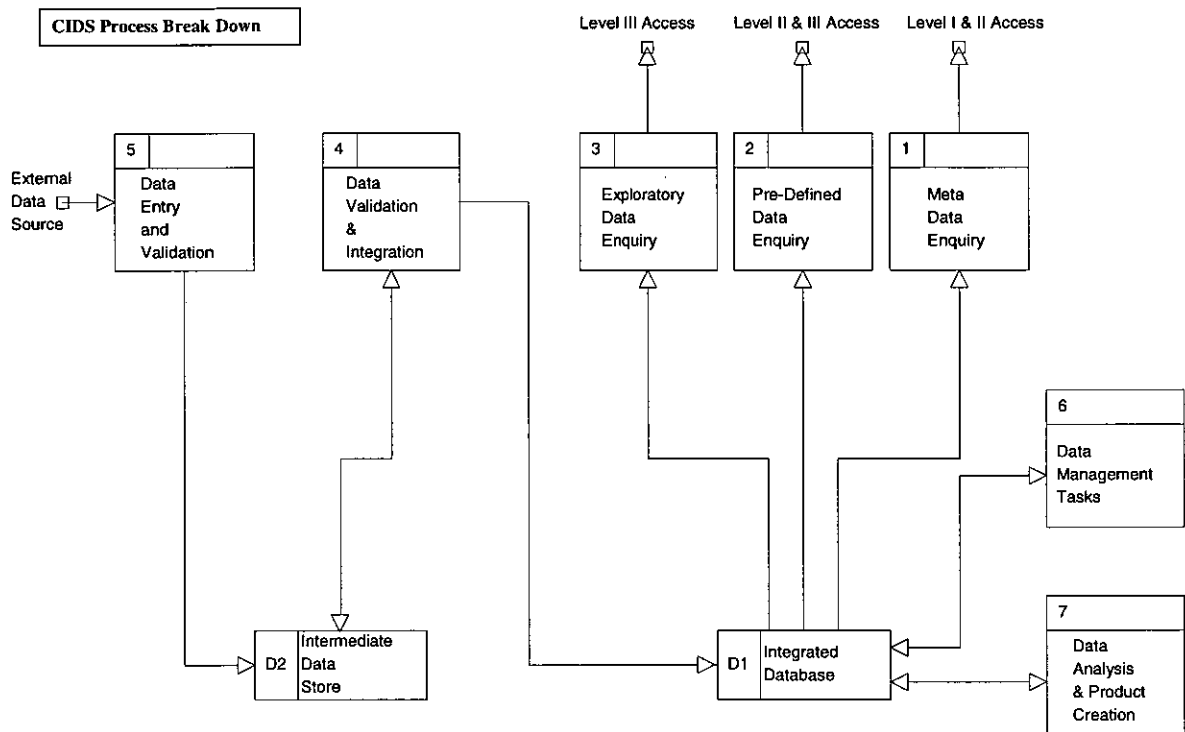 CIDS Process Break Down
Level III Access
Level II & III Access
Level I & II Access
External
Data
Source
5
Data
Entry
and
Validation
4
Data
Validation
&
Integration
3
Exploratory
Data
Enquiry
2
Pre-Defined
Data
Enquiry
1
Meta
Data
Enquiry
6
Data
Management
Tasks
D2
Intermediate
Data
Store
D1
Integrated
Database
7
Data
Analysis
& Product
Creation